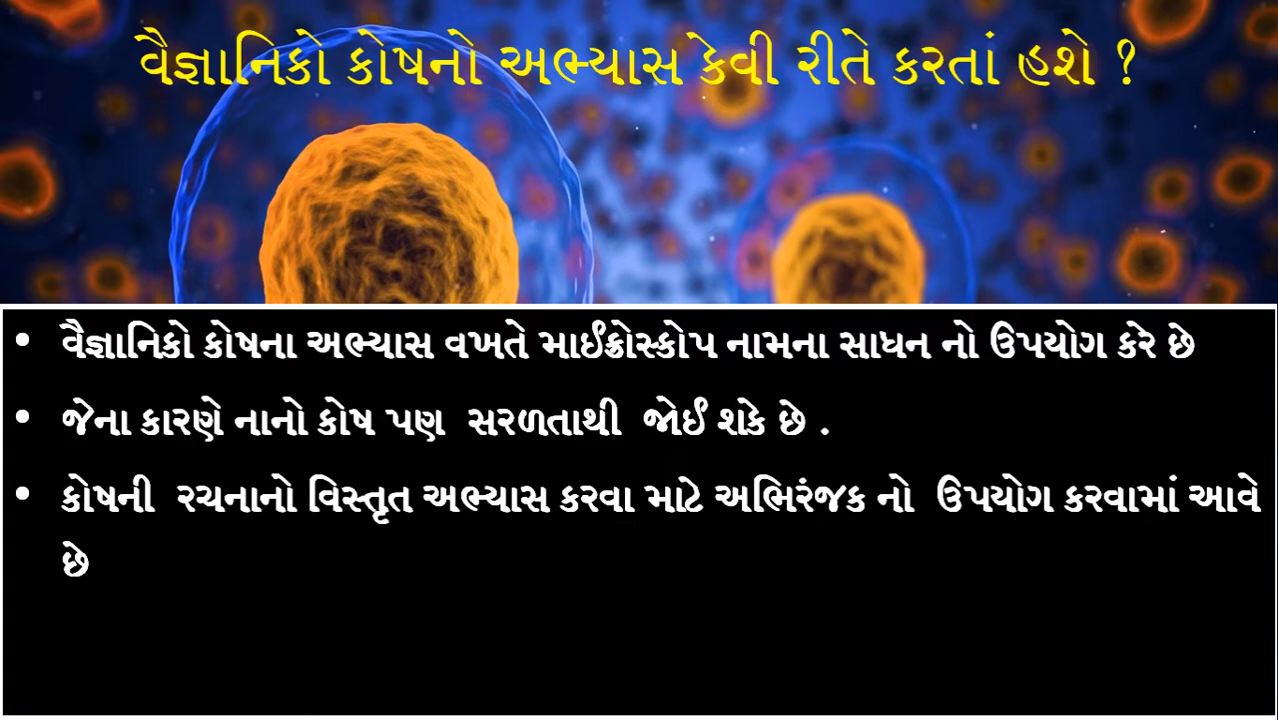 વૈજ્ઞાનિકો કોષનો અભ્યાસ કેવી રીતે કરતાં હશે ?
• વૈજ્ઞાનિકો કોષના અભ્યાસ વખતે માઈક્રોસ્કોપ નામના સાધન નો ઉપયોગ કરે છે
• જેના કારણે નાનો કોષ પણ સરળતાથી જોઈ શકે છે .
• કોષની રચનાનો વિસ્તૃત અભ્યાસ કરવા માટે અભિરંજક નો ઉપયોગ કરવામાં આવે
છે